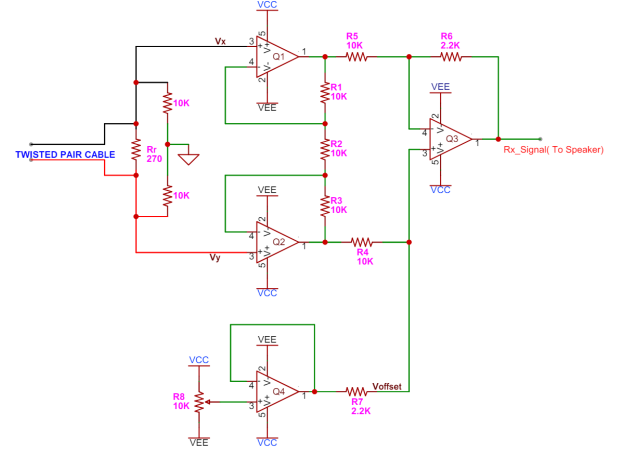 VCC
Vx
3
5
V+
+
1
Q1
4
-
V-
2
VEE
R5
10K
R6
2.2K
R1
10K
10K
VEE
2
4
Q3
1
3
5
VCC
Rx_Signal( To Speaker)
TWISTED PAIR CABLE
Rr
270
R2
10K
10K
VEE
R3
10K
2
4
Q2
1
3
5
Vy
VCC
R4
10K
VEE
VCC
2
4
Q4
1
3
5
R8
10K
Voffset
R7
2.2K
VEE
VCC